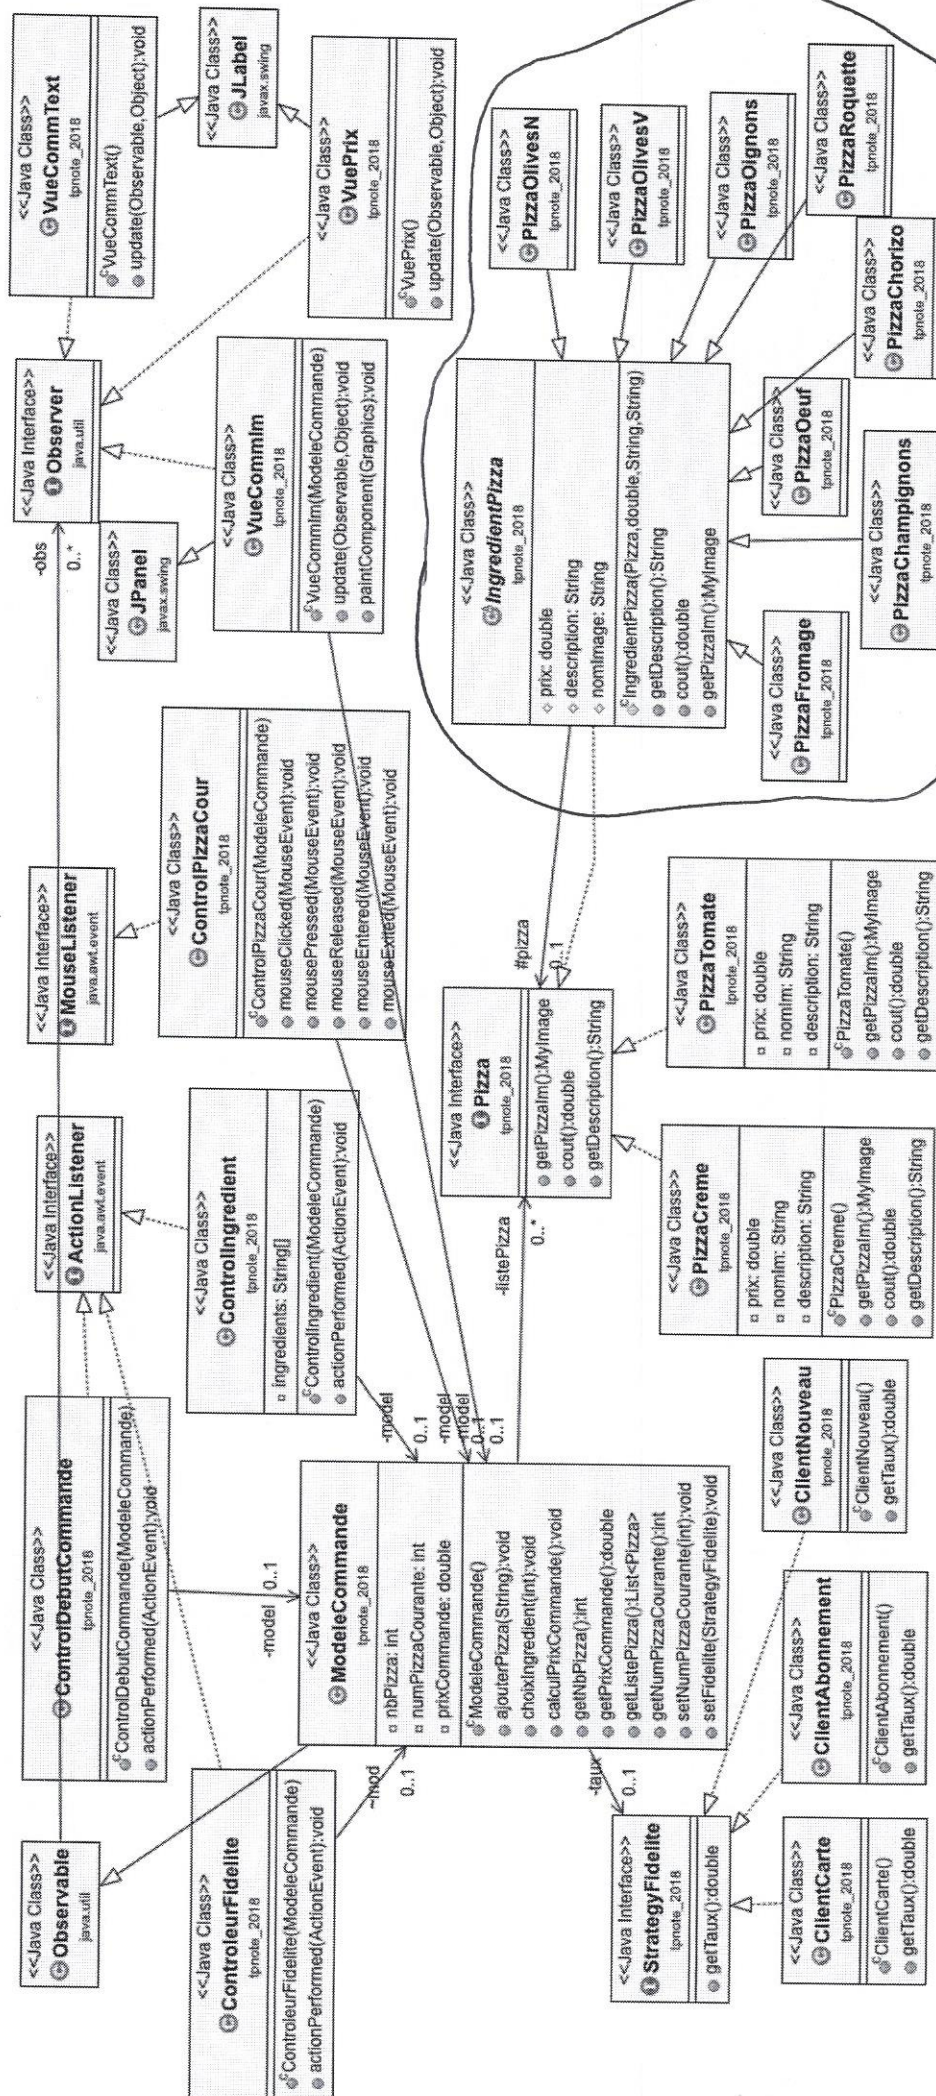 <<Java Class>>
Observable
java.util
<<Java Class>>
ControlDebutCommande
tpnote_2018
ControlDebutCommande(ModeleCommande)
actionPerformed(ActionEvent):void
<<Java Interface>>
ActionListener
java.awt.event
<<Java Interface>>
MouseListener
java.awt.event
-obs
0..*
<<Java Interface>>
Observer
java.util
<<Java Class>>
VueCommText
tpnote_2018
VueCommText()
update(Observable,Object):void
<<Java Class>>
JLabel
javax.swing
<<Java Class>>
JPanel
javax.swing
<<Java Class>>
VuePrix
tpnote_2018
VuePrix()
update(Observable,Object):void
<<Java Class>>
ControleurFidelite
tpnote_2018
ControleurFidelite(ModeleCommande)
actionPerformed(ActionEvent):void
<<Java Class>>
ControlIngredient
tpnote_2018
ingredients: String[]
ControlIngredient(ModeleCommande)
actionPerformed(ActionEvent):void
<<Java Class>>
ControlPizzaCour
tpnote_2018
ControlPizzaCour(ModeleCommande)
mouseClicked(MouseEvent):void
mousePressed(MouseEvent):void
mouseReleased(MouseEvent):void
mouseEntered(MouseEvent):void
mouseExited(MouseEvent):void
<<Java Class>>
VueCommIm
tpnote_2018
VueCommIm(ModeleCommande)
update(Observable,Object):void
paintComponent(Graphics):void
-model 0..1
~mod
0..1
-model
0..1
-model
-model
0..1
0..1
<<Java Class>>
ModeleCommande
tpnote_2018
nbPizza: int
numPizzaCourante: int
prixCommande: double
ModeleCommande()
ajouterPizza(String):void
choixIngredient(int):void
calculPrixCommande():void
getNbPizza():int
getPrixCommande():double
getListePizza():List<Pizza>
getNumPizzaCourante():int
setNumPizzaCourante(int):void
setFidelite(StrategyFidelite):void
-listePizza
0..*
<<Java Interface>>
Pizza
tpnote_2018
getPizzaIm():MyImage
cout():double
getDescription():String
#pizza
0..1
<<Java Class>>
IngredientPizza
tpnote_2018
prix: double
description: String
nomImage: String
IngredientPizza(Pizza,double,String,String)
getDescription():String
cout():double
getPizzaIm():MyImage
<<Java Class>>
PizzaOlivesN
tpnote_2018
<<Java Class>>
PizzaOlivesV
tpnote_2018
<<Java Class>>
PizzaOignons
tpnote_2018
<<Java Class>>
PizzaRoquette
tpnote_2018
<<Java Class>>
PizzaChorizo
tpnote_2018
<<Java Class>>
PizzaOeuf
tpnote_2018
<<Java Class>>
PizzaChampignons
tpnote_2018
<<Java Class>>
PizzaFromage
tpnote_2018
-taux
0..1
<<Java Interface>>
StrategyFidelite
tpnote_2018
getTaux():double
<<Java Class>>
ClientCarte
tpnote_2018
ClientCarte()
getTaux():double
<<Java Class>>
ClientAbonnement
tpnote_2018
ClientAbonnement()
getTaux():double
<<Java Class>>
ClientNouveau
tpnote_2018
ClientNouveau()
getTaux():double
<<Java Class>>
PizzaCreme
tpnote_2018
prix: double
nomIm: String
description: String
PizzaCreme()
getPizzaIm():MyImage
cout():double
getDescription():String
<<Java Class>>
PizzaTomate
tpnote_2018
prix: double
nomIm: String
description: String
PizzaTomate()
getPizzaIm():MyImage
cout():double
getDescription():String